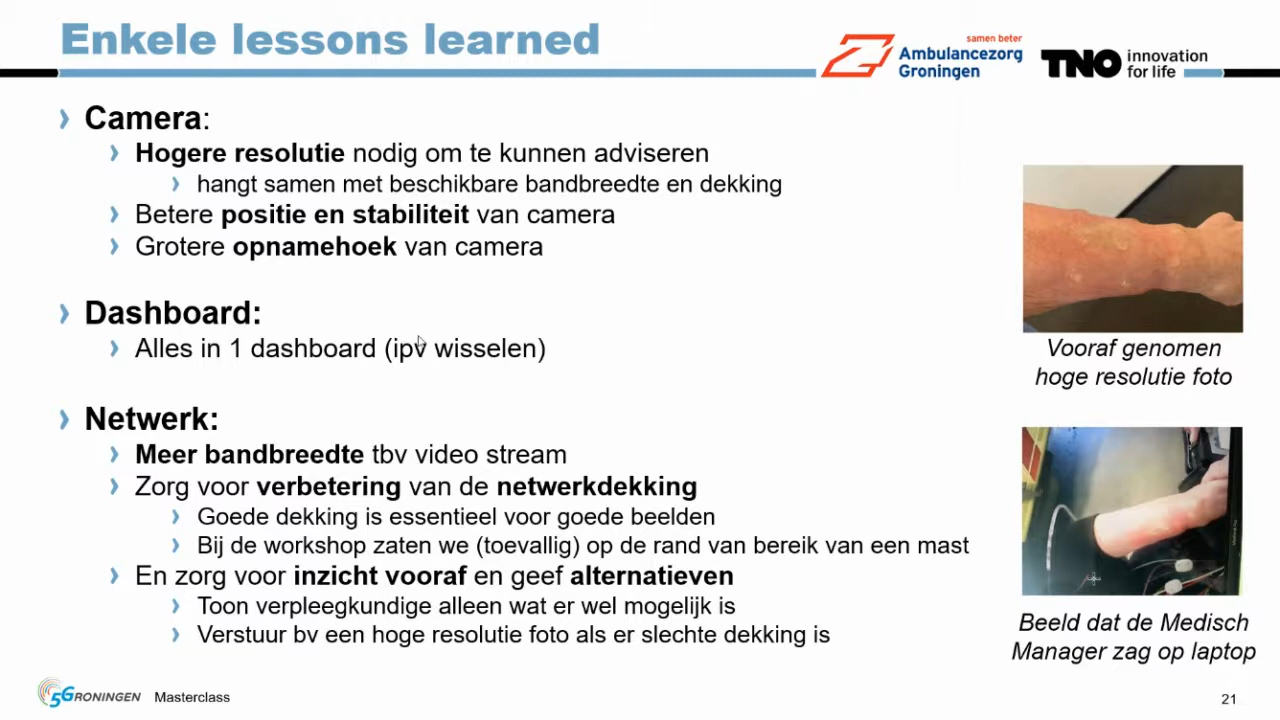 Enkele lessons learned
samen beter
Ambulancezorg
Groningen
TNO innovation
for life
Camera:
Hogere resolutie nodig om te kunnen adviseren
hangt samen met beschikbare bandbreedte en dekking
Betere positie en stabiliteit van camera
Grotere opnamehoek van camera
Dashboard:
Alles in 1 dashboard (ipv wisselen)
Netwerk:
Meer bandbreedte tbv video stream
Zorg voor verbetering van de netwerkdekking
Goede dekking is essentieel voor goede beelden
Bij de workshop zaten we (toevallig) op de rand van bereik van een mast
En zorg voor inzicht vooraf en geef alternatieven
Toon verpleegkundige alleen wat er wel mogelijk is
Verstuur bv een hoge resolutie foto als er slechte dekking is
Vooraf genomen
hoge resolutie foto
Beeld dat de Medisch
Manager zag op laptop
5GRONINGEN
Masterclass
21